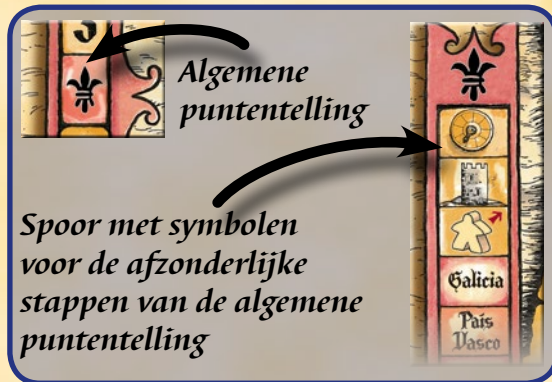 Algemene
puntentelling
Spoor met symbolen
voor de afzonderlijke
stappen van de algemene
puntentelling
Galicia
País
Vasco